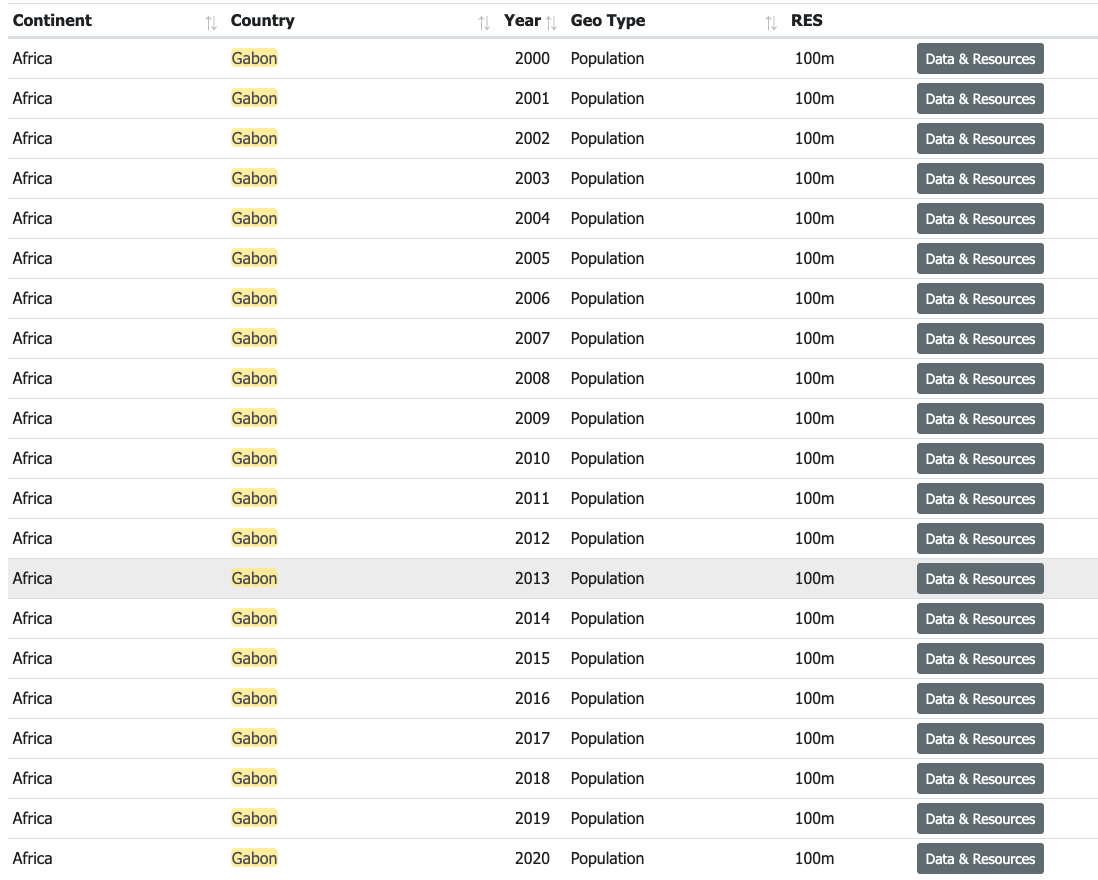 Continent Country Year Geo Type RES
Africa Gabon 2000 Population 100m Data & Resources
Africa Gabon 2001 Population 100m Data & Resources
Africa Gabon 2002 Population 100m Data & Resources
Africa Gabon 2003 Population 100m Data & Resources
Africa Gabon 2004 Population 100m Data & Resources
Africa Gabon 2005 Population 100m Data & Resources
Africa Gabon 2006 Population 100m Data & Resources
Africa Gabon 2007 Population 100m Data & Resources
Africa Gabon 2008 Population 100m Data & Resources
Africa Gabon 2009 Population 100m Data & Resources
Africa Gabon 2010 Population 100m Data & Resources
Africa Gabon 2011 Population 100m Data & Resources
Africa Gabon 2012 Population 100m Data & Resources
Africa Gabon 2013 Population 100m Data & Resources
Africa Gabon 2014 Population 100m Data & Resources
Africa Gabon 2015 Population 100m Data & Resources
Africa Gabon 2016 Population 100m Data & Resources
Africa Gabon 2017 Population 100m Data & Resources
Africa Gabon 2018 Population 100m Data & Resources
Africa Gabon 2019 Population 100m Data & Resources
Africa Gabon 2020 Population 100m Data & Resources